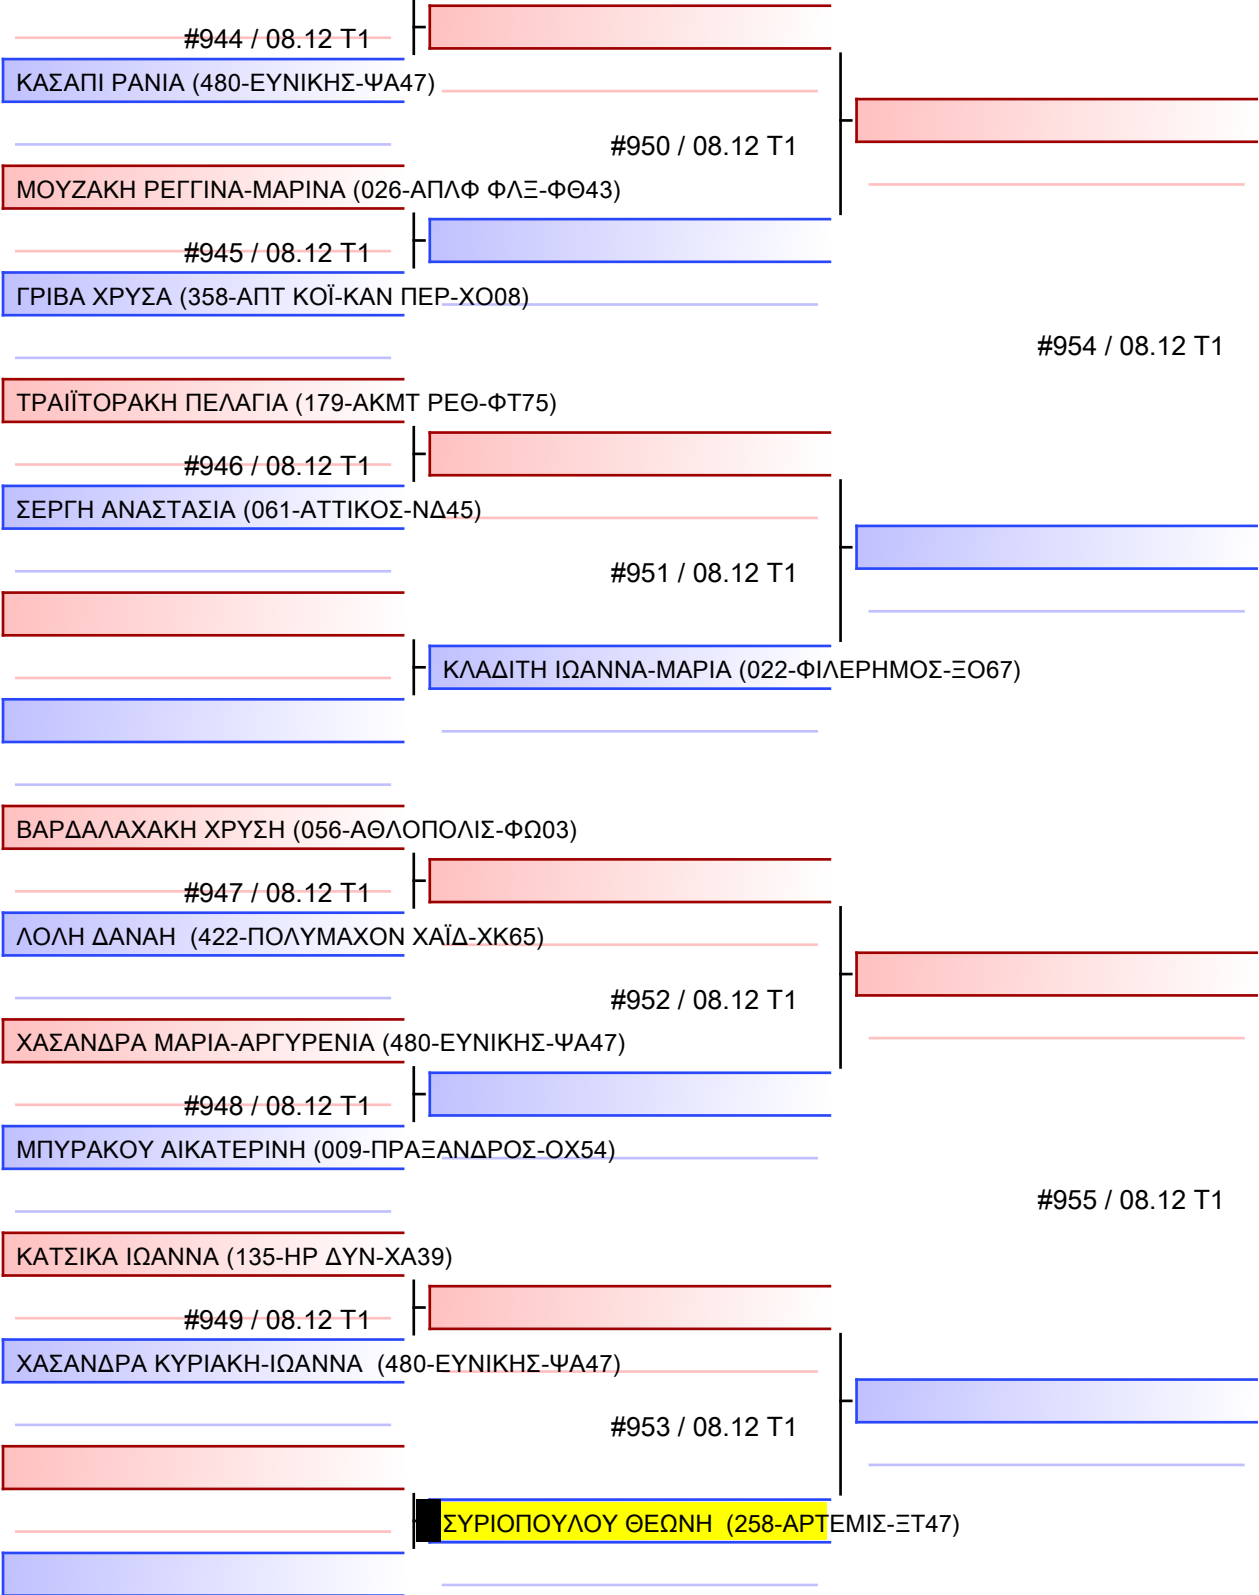 #944 / 08.12 T1
ΚΑΣΑΠΙ ΡΑΝΙΑ (480-ΕΥΝΙΚΗΣ-ΨΑ47)
#950 / 08.12 T1
ΜΟΥΖΑΚΗ ΡΕΓΓΙΝΑ-ΜΑΡΙΝΑ (026-ΑΠΛΦ ΦΛΞ-ΦΘ43)
#945 / 08.12 T1
ΓΡΙΒΑ ΧΡΥΣΑ (358-ΑΠΤ ΚΟΪ-ΚΑΝ ΠΕΡ-ΧΟ08)
#954 / 08.12 T1
ΤΡΑΙΪΤΟΡΑΚΗ ΠΕΛΑΓΙΑ (179-ΑΚΜΤ ΡΕΘ-ΦΤ75)
#946 / 08.12 T1
ΣΕΡΓΗ ΑΝΑΣΤΑΣΙΑ (061-ΑΤΤΙΚΟΣ-ΝΔ45)
#951 / 08.12 T1
ΚΛΑΔΙΤΗ ΙΩΑΝΝΑ-ΜΑΡΙΑ (022-ΦΙΛΕΡΗΜΟΣ-ΞΟ67)
ΒΑΡΔΑΛΑΧΑΚΗ ΧΡΥΣΗ (056-ΑΘΛΟΠΟΛΙΣ-ΦΩ03)
#947 / 08.12 T1
ΛΟΛΗ ΔΑΝΑΗ  (422-ΠΟΛΥΜΑΧΟΝ ΧΑΪΔ-ΧΚ65)
#952 / 08.12 T1
ΧΑΣΑΝΔΡΑ ΜΑΡΙΑ-ΑΡΓΥΡΕΝΙΑ (480-ΕΥΝΙΚΗΣ-ΨΑ47)
#948 / 08.12 T1
ΜΠΥΡΑΚΟΥ ΑΙΚΑΤΕΡΙΝΗ (009-ΠΡΑΞΑΝΔΡΟΣ-ΟΧ54)
#955 / 08.12 T1
ΚΑΤΣΙΚΑ ΙΩΑΝΝΑ (135-ΗΡ ΔΥΝ-ΧΑ39)
#949 / 08.12 T1
ΧΑΣΑΝΔΡΑ ΚΥΡΙΑΚΗ-ΙΩΑΝΝΑ  (480-ΕΥΝΙΚΗΣ-ΨΑ47)
#953 / 08.12 T1
ΣΥΡΙΟΠΟΥΛΟΥ ΘΕΩΝΗ  (258-ΑΡΤΕΜΙΣ-ΞΤ47)